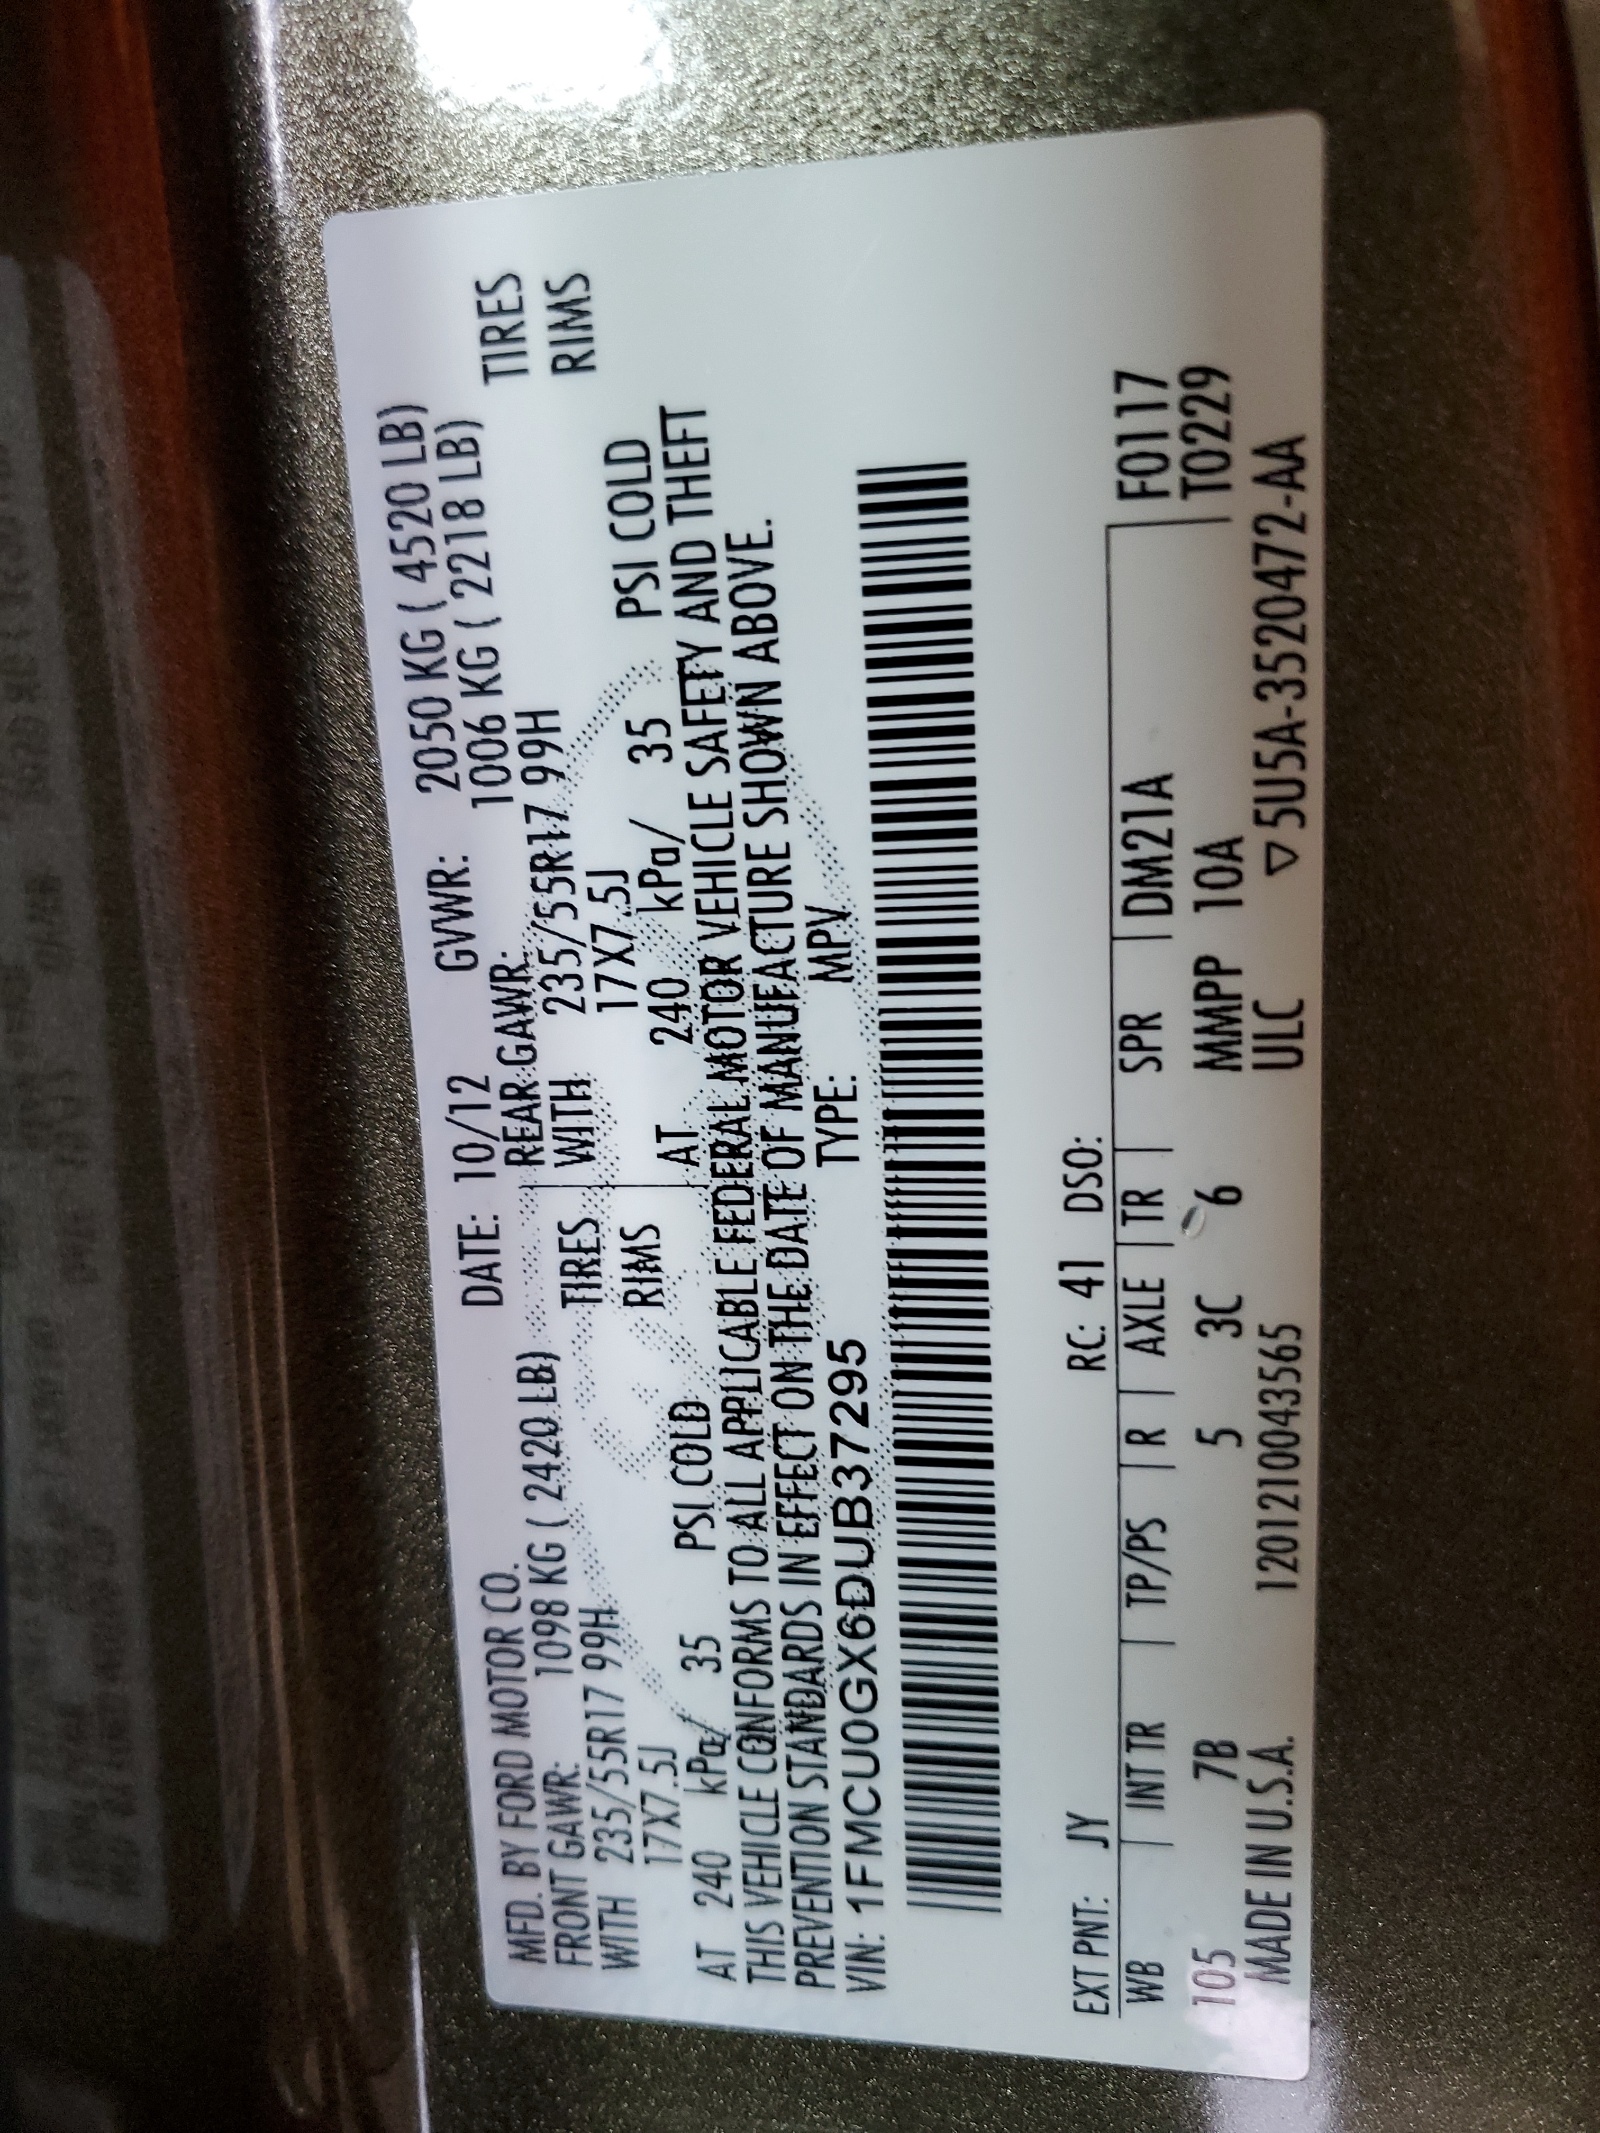 MFD. BY FORD MOTOR CO. DATE: 10/12 GVWR: 2050 KG ( 4520 LB)
FRONT GAWR: 1098 KG ( 2420 LB) REAR GAWR: 1006 KG ( 2218 LB)
WITH 235/55R17 99H TIRES WITH 235/55R17 99H TIRES
17X7.5J RIMS 17X7.5J RIMS
AT 240 kPa/ 35 PSI COLD AT 240 kPa/ 35 PSI COLD
THIS VEHICLE CONFORMS TO ALL APPLICABLE FEDERAL MOTOR VEHICLE SAFETY AND THEFT
PREVENTION STANDARDS IN EFFECT ON THE DATE OF MANUFACTURE SHOWN ABOVE.
VIN: 1FMCU0GX6DUB37295 TYPE: MPV
EXT PNT: JY RC: 41 DSO:
WB INT TR TP/PS R AXLE TR SPR DM21A F0117
105 7B 5 3C 6 MMPP 10A T0229
MADE IN U.S.A. 120121004356​5 ULC ▽5U5A-3520472-AA